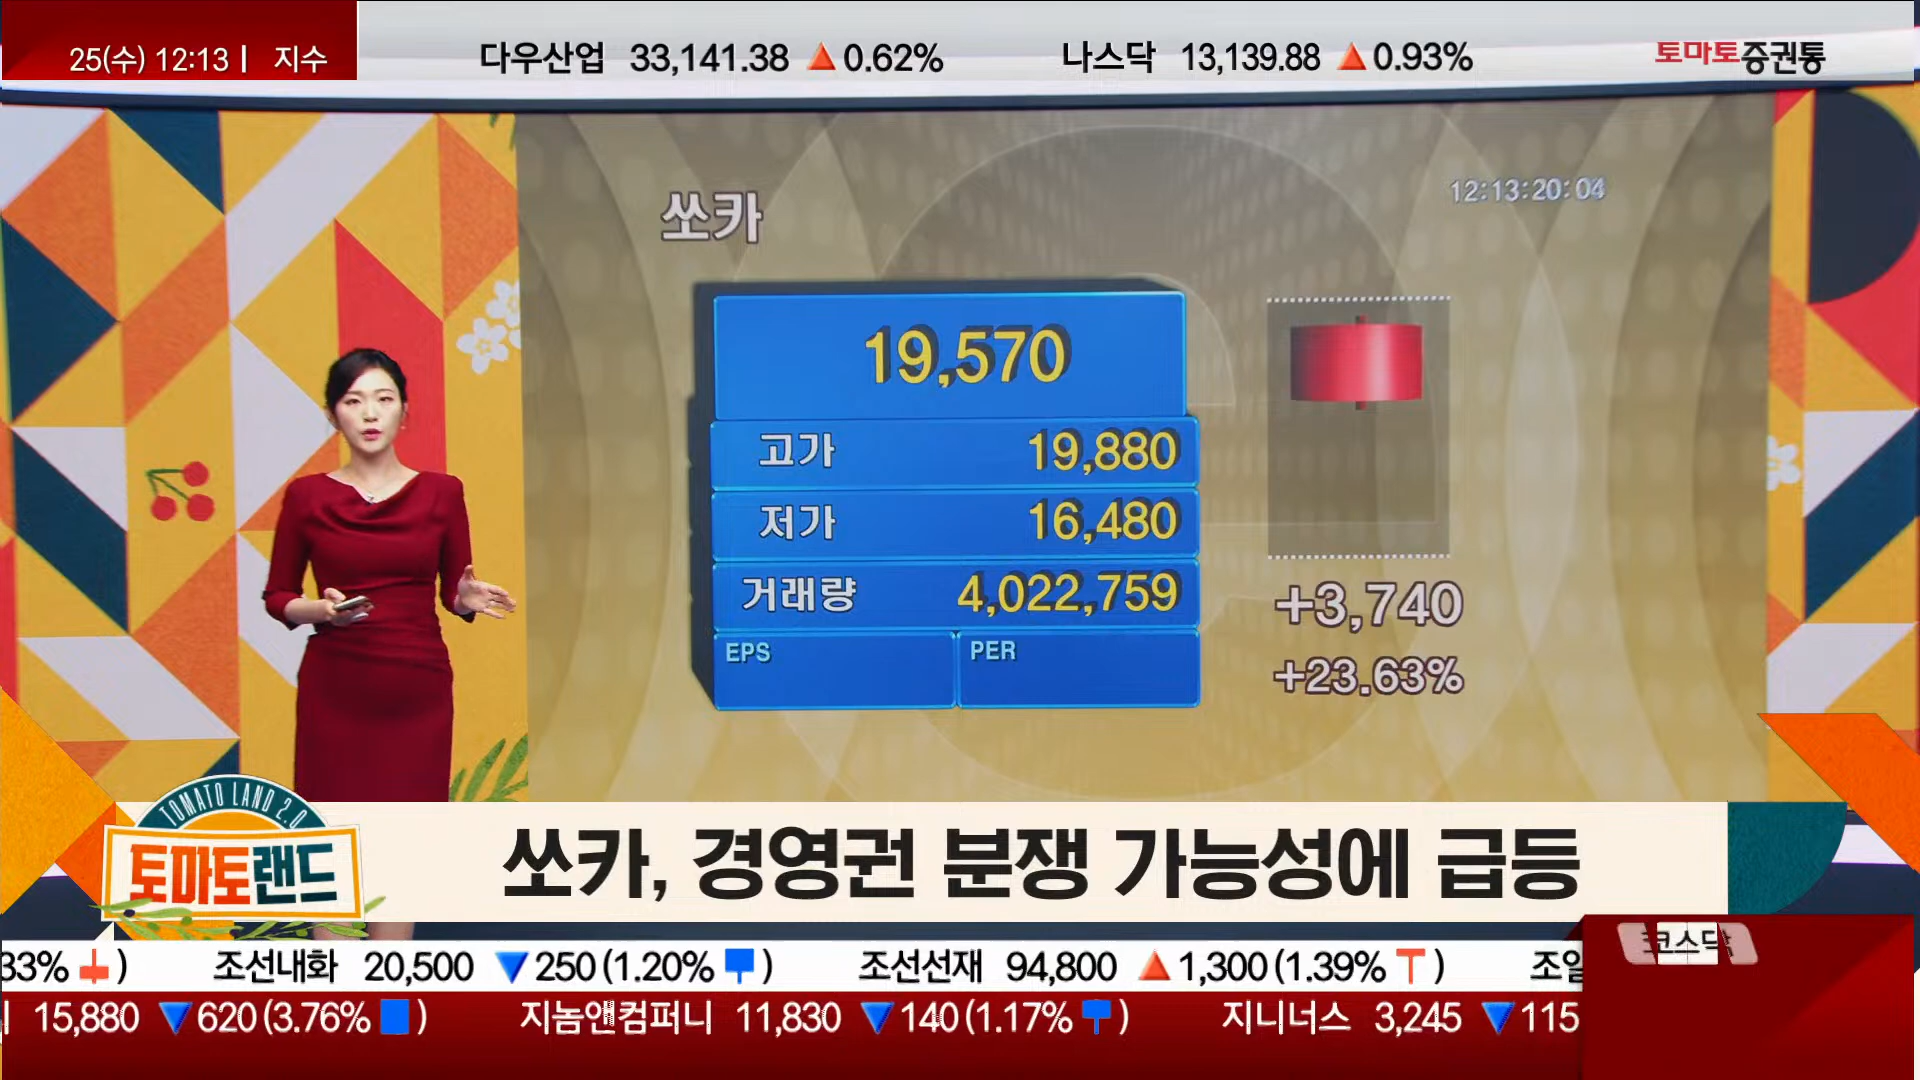 25(수) 12:13 | 지수 다우산업 33,141.38 ▲0.62% 나스닥 13,139.88 ▲0.93% 토마토증권통
쏘카 12:13:20:04
19,570
고가 19,880
저가 16,480
거래량 4,022,759
EPS PER
+3,740
+23.63%
TOMATO LAND 2.0
토마토랜드
쏘카, 경영권 분쟁 가능성에 급등
33% ) 조선내화 20,500 ▼250(1.20% ) 조선선재 94,800 ▲1,300(1.39% )
코스닥
15,880 ▼620(3.76% ) 지놈앤컴퍼니 11,830 ▼140(1.17% ) 지니너스 3,245 ▼115